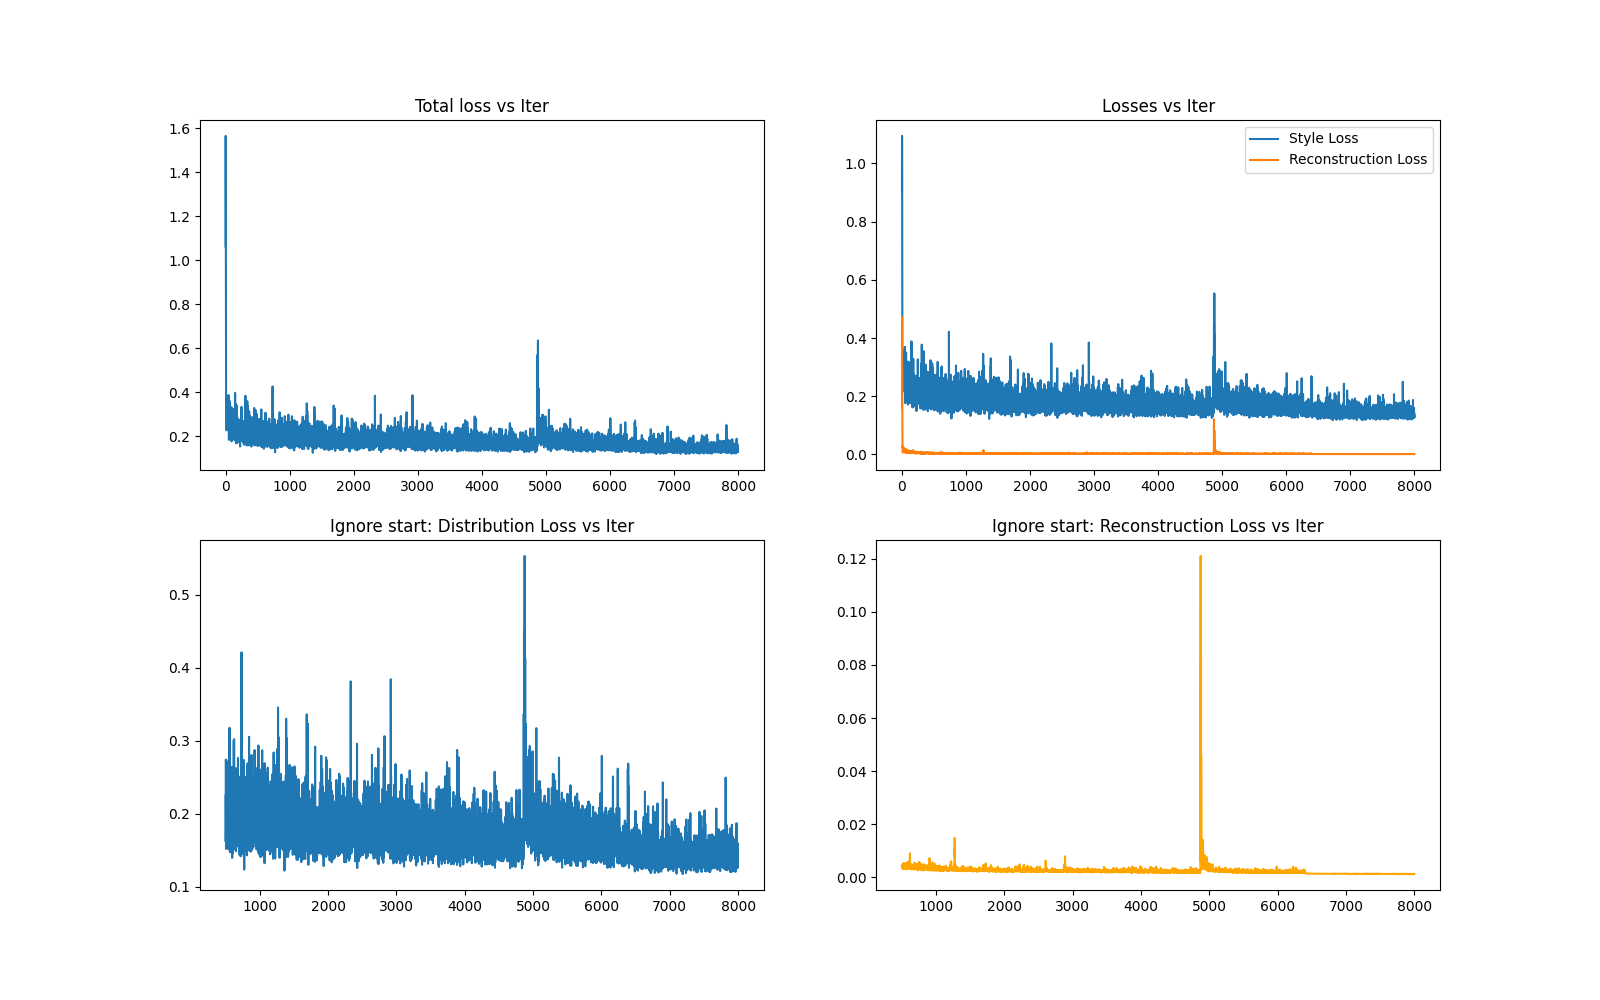 Total loss vs Iter
1.6
1.4
1.2
1.0
0.8
0.6
0.4
0.2
0 1000 2000 3000 4000 5000 6000 7000 8000
Losses vs Iter
Style Loss
Reconstruction Loss
1.0
0.8
0.6
0.4
0.2
0.0
0 1000 2000 3000 4000 5000 6000 7000 8000
Ignore start: Distribution Loss vs Iter
0.5
0.4
0.3
0.2
0.1
1000 2000 3000 4000 5000 6000 7000 8000
Ignore start: Reconstruction Loss vs Iter
0.12
0.10
0.08
0.06
0.04
0.02
0.00
1000 2000 3000 4000 5000 6000 7000 8000